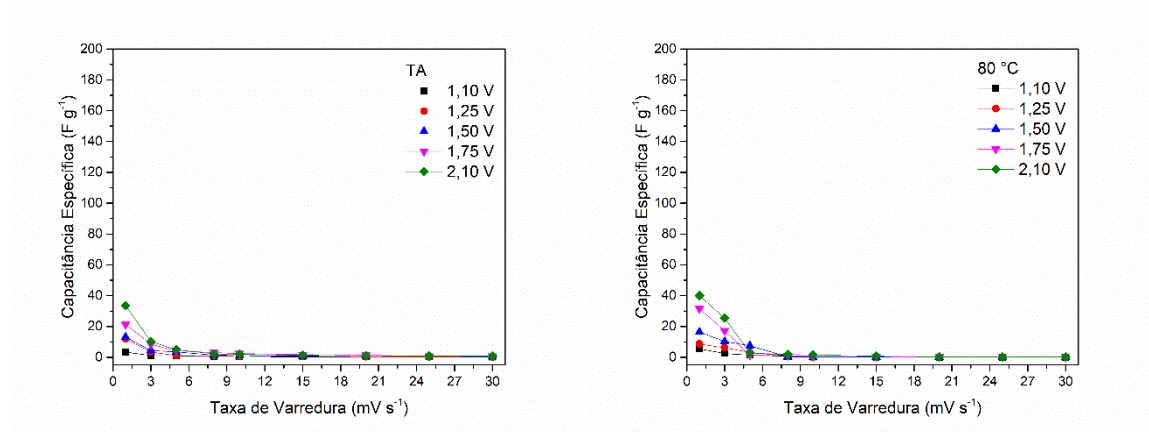 200
180
160
140
120
100
80
60
40
20
0
Capacitância Específica (F g-1)
TA
1,10 V
1,25 V
1,50 V
1,75 V
2,10 V
0 3 6 9 12 15 18 21 24 27 30
Taxa de Varredura (mV s-1)
200
180
160
140
120
100
80
60
40
20
0
Capacitância Específica (F g-1)
80 °C
1,10 V
1,25 V
1,50 V
1,75 V
2,10 V
0 3 6 9 12 15 18 21 24 27 30
Taxa de Varredura (mV s-1)